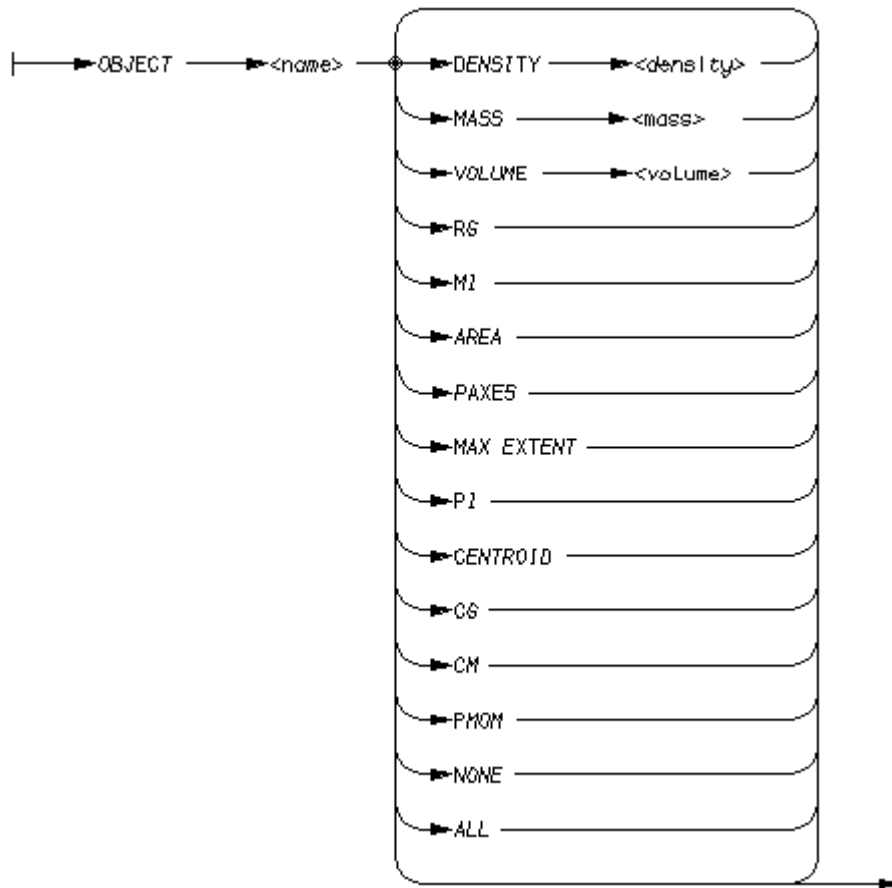 OBJECT <name> DENSITY <density>
MASS <mass>
VOLUME <volume>
RG
MI
AREA
PAXES
MAX EXTENT
PI
CENTROID
CG
CM
PMOM
NONE
ALL